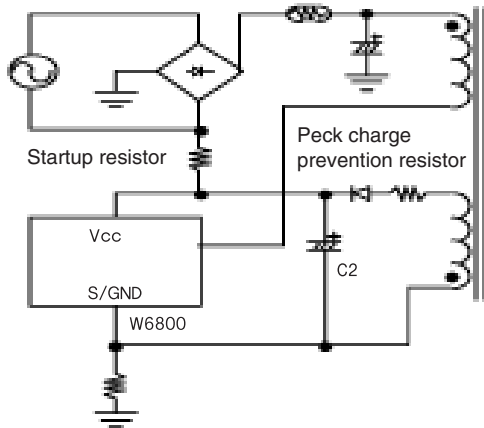 Startup resistor
Peck charge
prevention resistor
Vcc
C2
S/GND
W6800